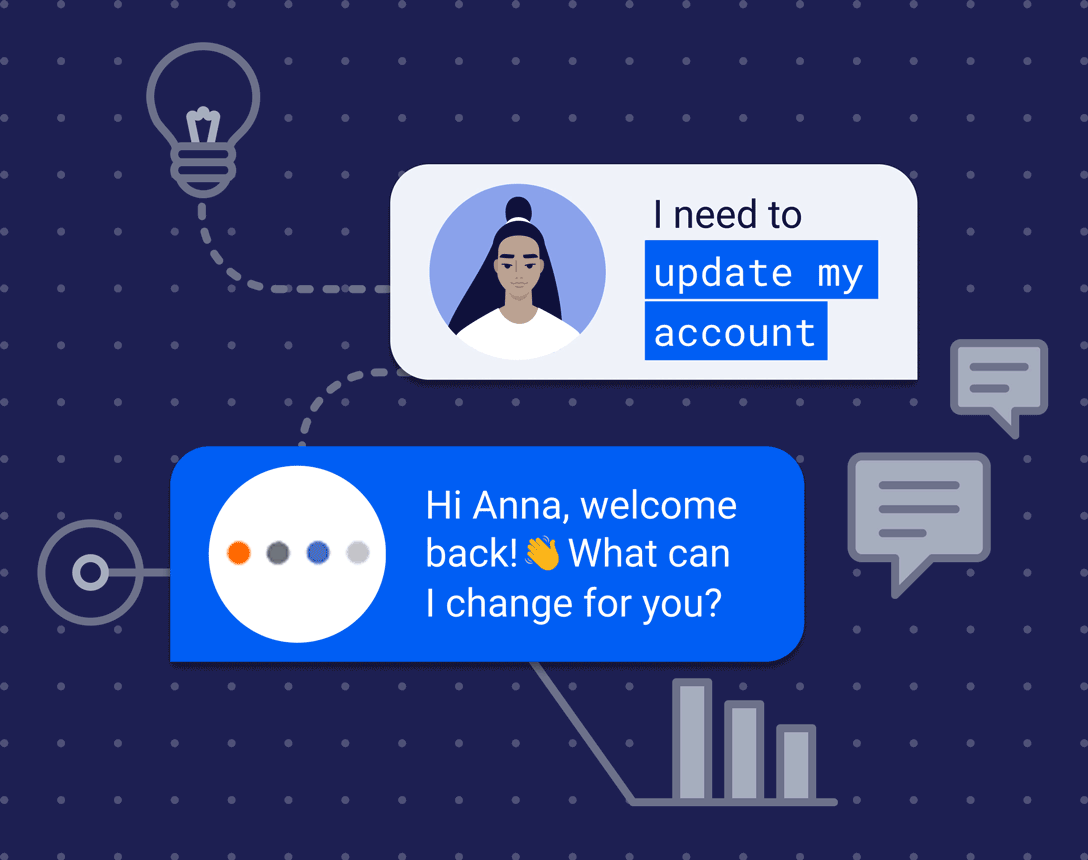 I need to
update my
account
Hi Anna, welcome
back!👋What can
I change for you?